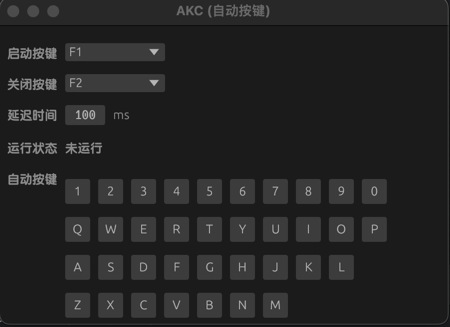 AKC (自动按键)
启动按键 F1
关闭按键 F2
延迟时间 100 ms
运行状态 未运行
自动按键
1 2 3 4 5 6 7 8 9 0
Q W E R T Y U I O P
A S D F G H J K L
Z X C V B N M